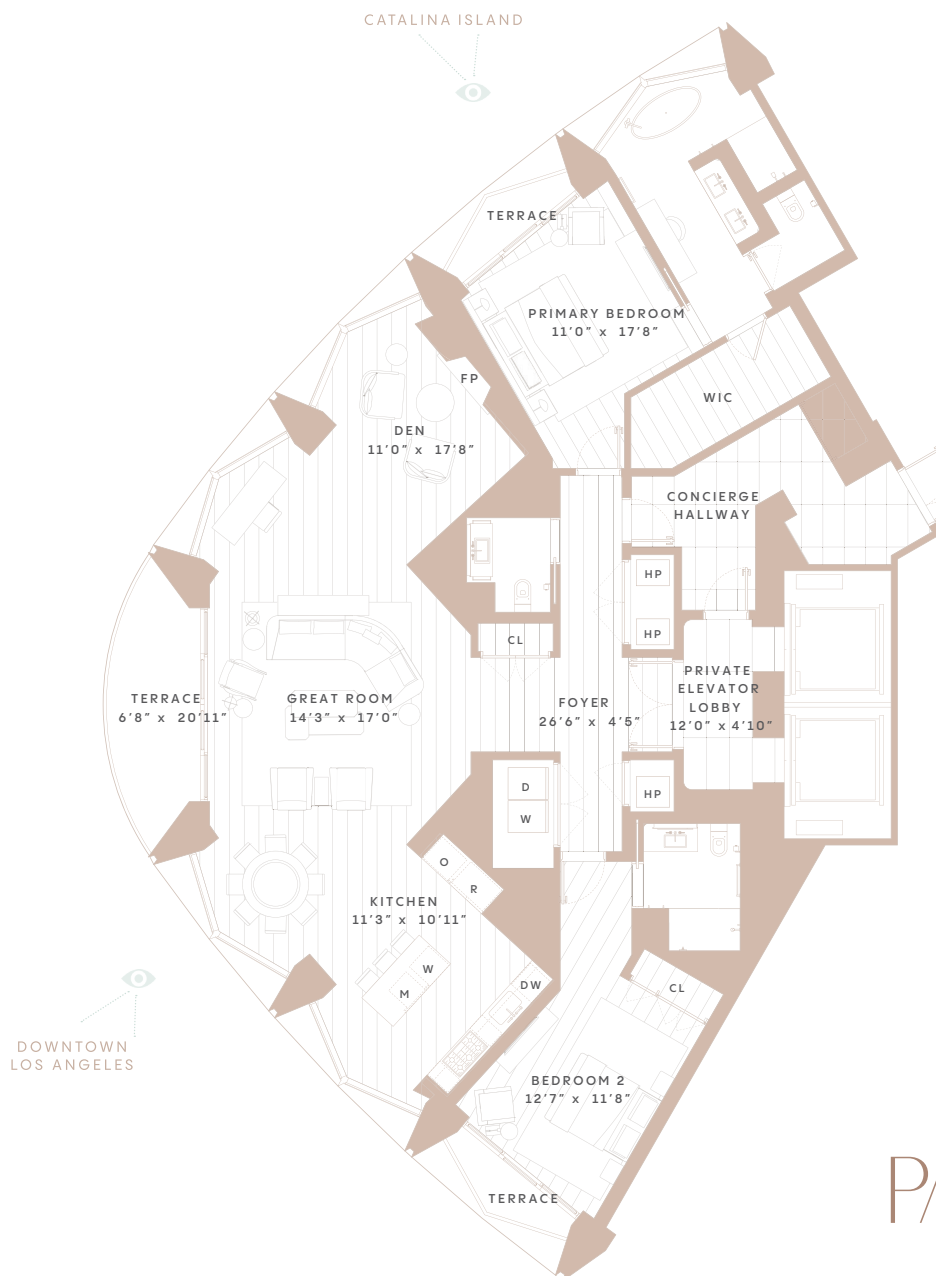 CATALINA ISLAND
TERRACE
PRIMARY BEDROOM
11'0" x 17'8"
FP
WIC
DEN
11'0" x 17'8"
CONCIERGE
HALLWAY
HP
HP
CL
PRIVATE
ELEVATOR
LOBBY
12'0" x 4'10"
TERRACE
6'8" x 20'11"
GREAT ROOM
14'3" x 17'0"
FOYER
26'6" x 4'5"
D
W
HP
O
R
KITCHEN
11'3" x 10'11"
W
M
DW
CL
DOWNTOWN
LOS ANGELES
BEDROOM 2
12'7" x 11'8"
TERRACE
P